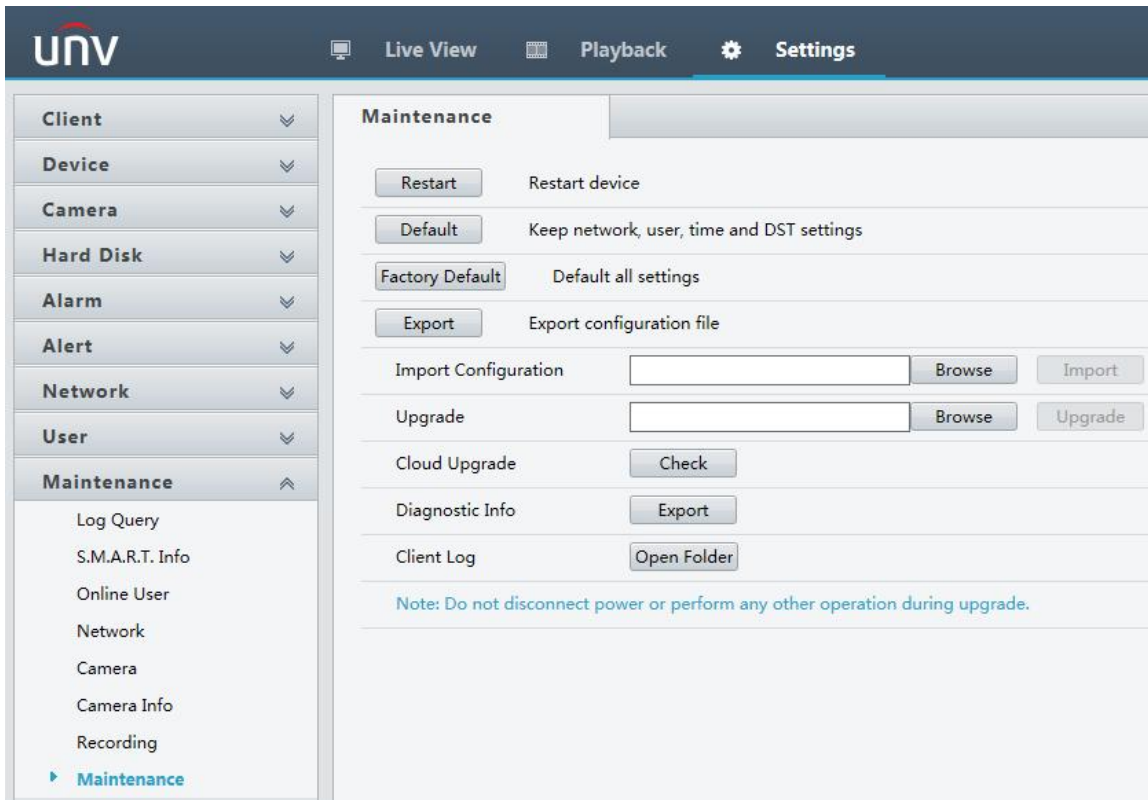 unv
Live View
Playback
Settings
Client
Device
Camera
Hard Disk
Alarm
Alert
Network
User
Maintenance
Log Query
S.M.A.R.T. Info
Online User
Network
Camera
Camera Info
Recording
Maintenance
Maintenance
Restart Restart device
Default Keep network, user, time and DST settings
Factory Default Default all settings
Export Export configuration file
Import Configuration Browse Import
Upgrade Browse Upgrade
Cloud Upgrade Check
Diagnostic Info Export
Client Log Open Folder
Note: Do not disconnect power or perform any other operation during upgrade.